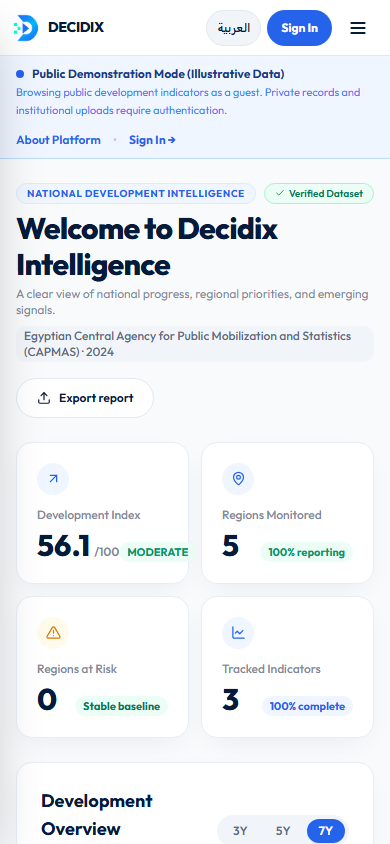 DECIDIX
العربية
Sign In
Public Demonstration Mode (Illustrative Data)
Browsing public development indicators as a guest. Private records and
institutional uploads require authentication.
About Platform · Sign In →
NATIONAL DEVELOPMENT INTELLIGENCE
✓ Verified Dataset
Welcome to Decidix
Intelligence
A clear view of national progress, regional priorities, and emerging
signals.
Egyptian Central Agency for Public Mobilization and Statistics
(CAPMAS) · 2024
Export report
Development Index
56.1 /100 MODERATE
Regions Monitored
5 100% reporting
Regions at Risk
0 Stable baseline
Tracked Indicators
3 100% complete
Development
Overview
3Y 5Y 7Y